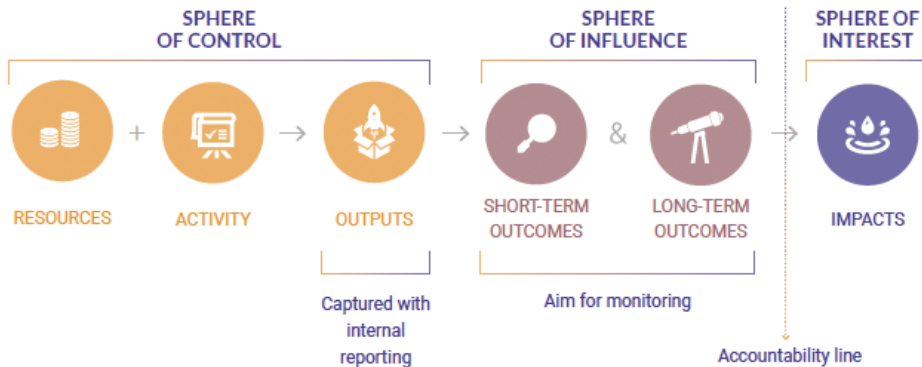 SPHERE
OF CONTROL
SPHERE
OF INFLUENCE
SPHERE OF
INTEREST
+
&
RESOURCES
ACTIVITY
OUTPUTS
SHORT-TERM
OUTCOMES
LONG-TERM
OUTCOMES
IMPACTS
Captured with
internal
reporting
Aim for monitoring
Accountability line